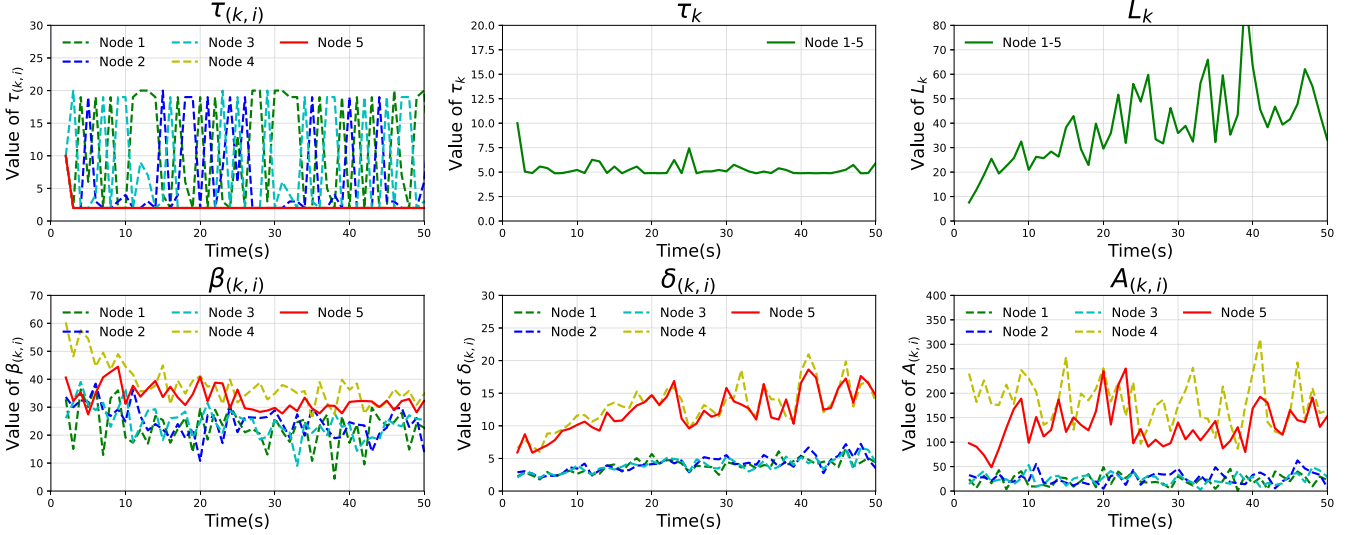 τ(k, i)
Value of τ(k, i)
30
25
20
15
10
5
0
Node 1
Node 2
Node 3
Node 4
Node 5
0 10 20 30 40 50
Time(s)
τk
Value of τk
20.0
17.5
15.0
12.5
10.0
7.5
5.0
2.5
0.0
Node 1-5
0 10 20 30 40 50
Time(s)
Lk
Value of Lk
80
70
60
50
40
30
20
10
0
Node 1-5
0 10 20 30 40 50
Time(s)
β(k, i)
Value of β(k, i)
70
60
50
40
30
20
10
0
Node 1
Node 2
Node 3
Node 4
Node 5
0 10 20 30 40 50
Time(s)
δ(k, i)
Value of δ(k, i)
30
25
20
15
10
5
0
Node 1
Node 2
Node 3
Node 4
Node 5
0 10 20 30 40 50
Time(s)
A(k, i)
Value of A(k, i)
400
350
300
250
200
150
100
50
0
Node 1
Node 2
Node 3
Node 4
Node 5
0 10 20 30 40 50
Time(s)